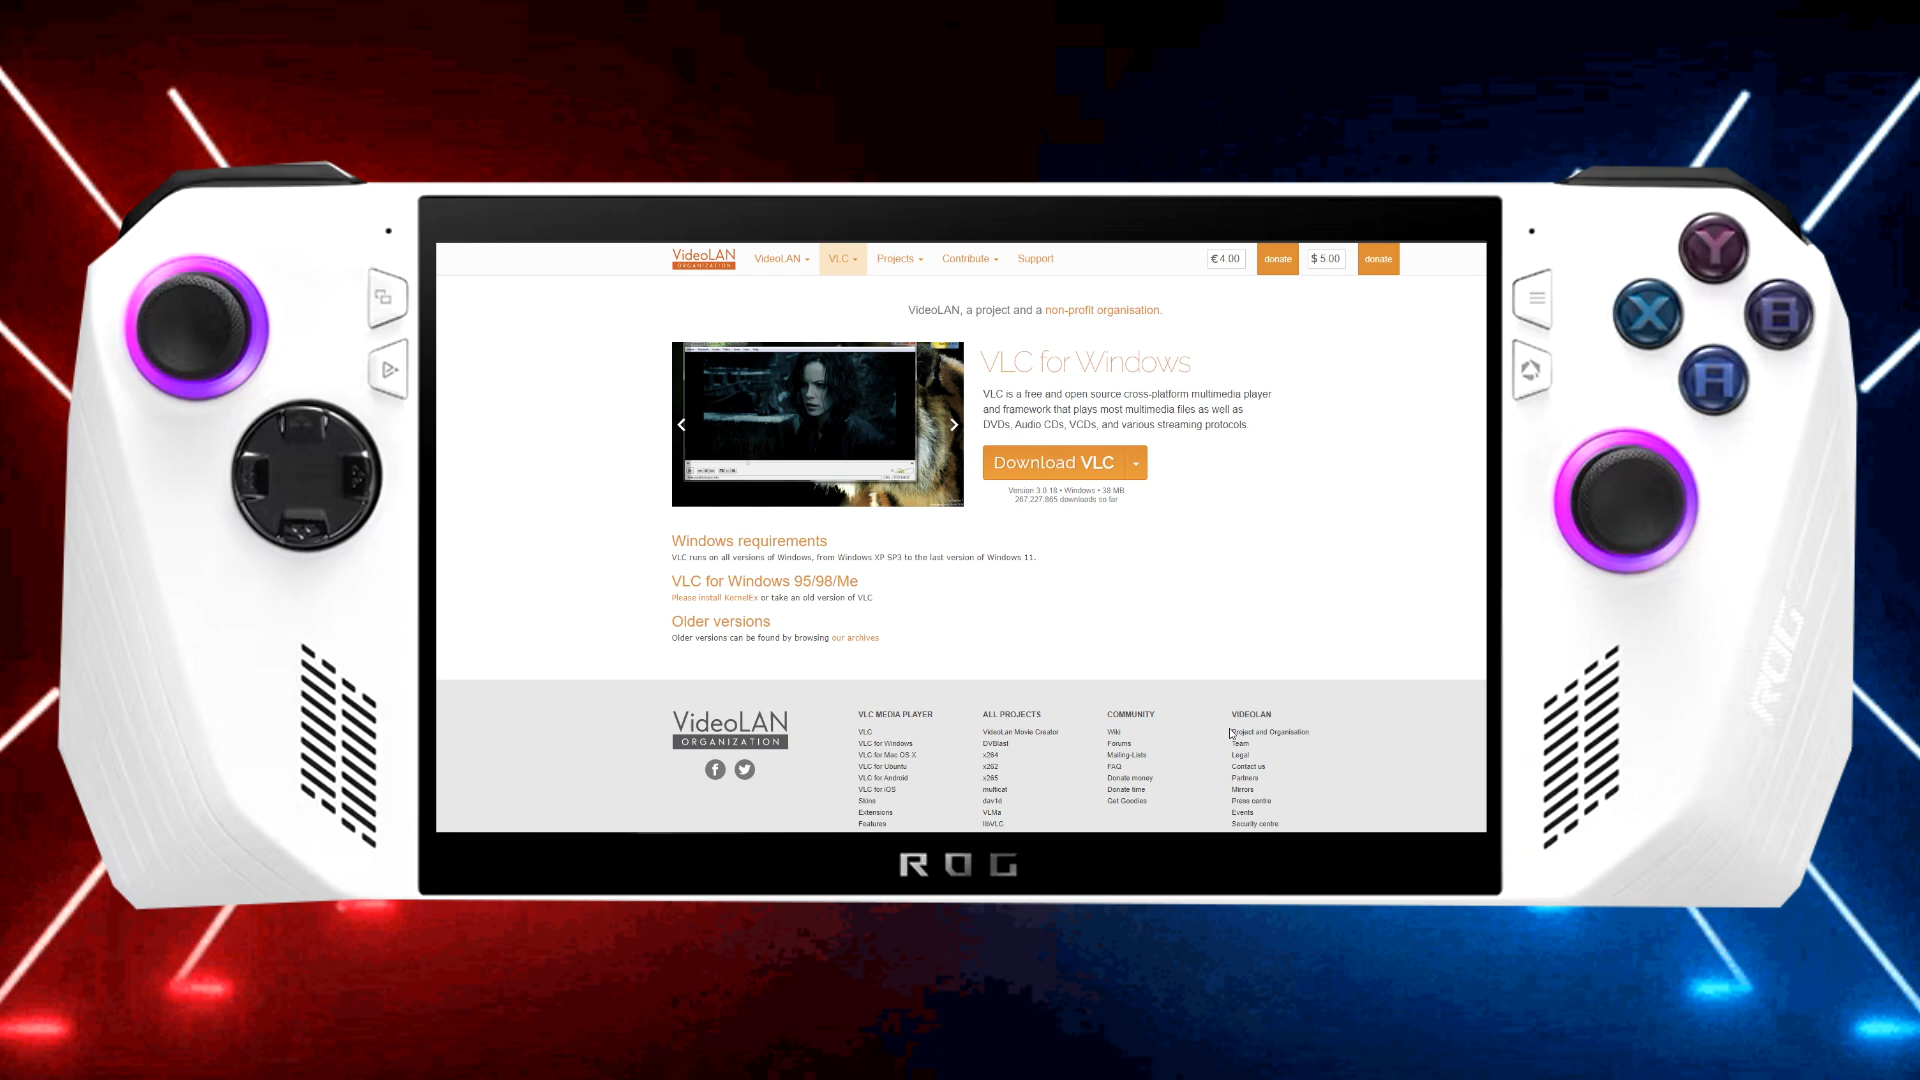 VideoLAN
ORGANIZATION
VideoLAN
VLC
Projects
Contribute
Support
€ 4.00
donate
$ 5.00
donate
VideoLAN, a project and a non-profit organisation.
VLC for Windows
VLC is a free and open source cross-platform multimedia player
and framework that plays most multimedia files as well as
DVDs, Audio CDs, VCDs, and various streaming protocols.
Download VLC
Version 3.0.18 • Windows • 38 MB
267,227,865 downloads so far
Windows requirements
VLC runs on all versions of Windows, from Windows XP SP3 to the last version of Windows 11.
VLC for Windows 95/98/Me
Please install KernelEx or take an old version of VLC
Older versions
Older versions can be found by browsing our archives
VideoLAN
ORGANIZATION
VLC MEDIA PLAYER
VLC
VLC for Windows
VLC for Mac OS X
VLC for Ubuntu
VLC for Android
VLC for iOS
Skins
Extensions
Features
ALL PROJECTS
VideoLan Movie Creator
DVBlast
x264
x262
x265
multicat
dav1d
VLMa
libVLC
COMMUNITY
Wiki
Forums
Mailing-Lists
FAQ
Donate money
Donate time
Get Goodies
VIDEOLAN
Project and Organisation
Team
Legal
Contact us
Partners
Mirrors
Press centre
Events
Security centre
ROG
Y
X
B
A
ROG